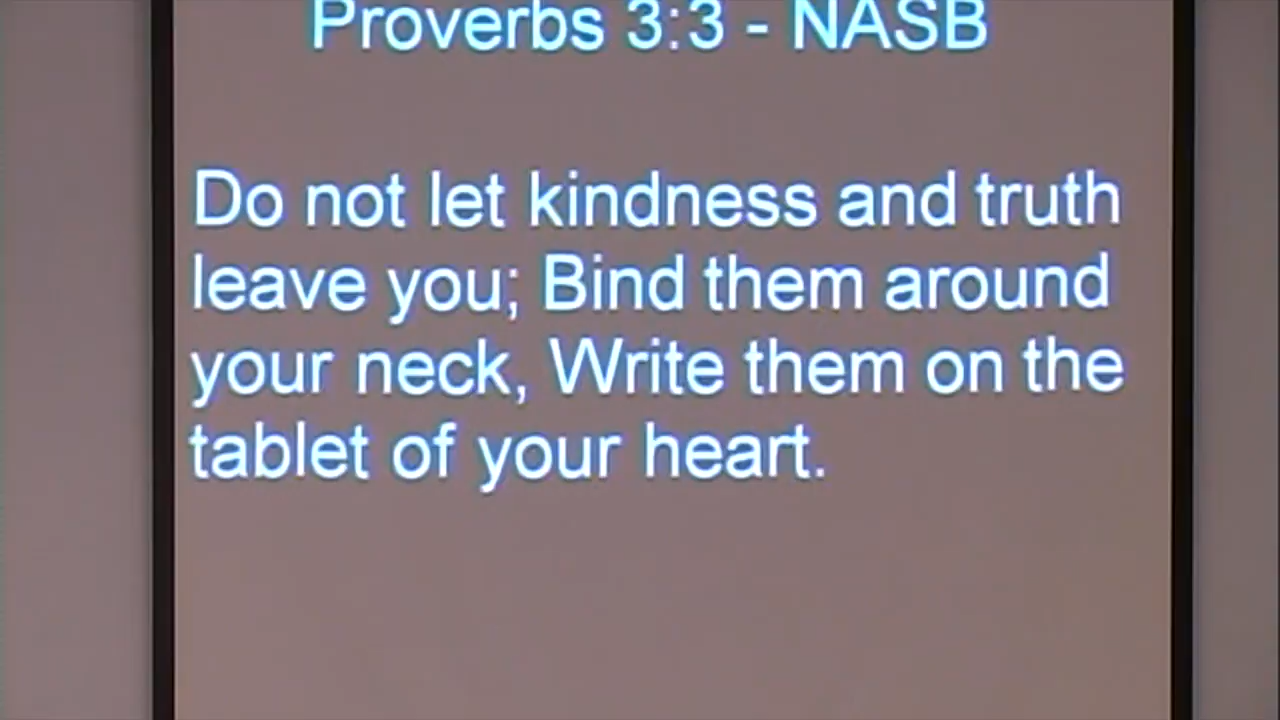 Proverbs 3:3 - NASB
Do not let kindness and truth
leave you; Bind them around
your neck, Write them on the
tablet of your heart.